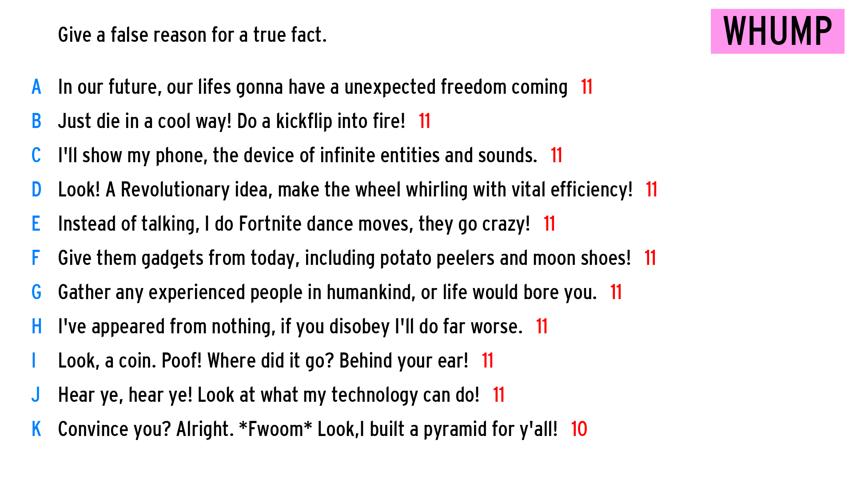 Give a false reason for a true fact.
WHUMP
A In our future, our lifes gonna have a unexpected freedom coming 11
B Just die in a cool way! Do a kickflip into fire! 11
C I'll show my phone, the device of infinite entities and sounds. 11
D Look! A Revolutionary idea, make the wheel whirling with vital efficiency! 11
E Instead of talking, I do Fortnite dance moves, they go crazy! 11
F Give them gadgets from today, including potato peelers and moon shoes! 11
G Gather any experienced people in humankind, or life would bore you. 11
H I've appeared from nothing, if you disobey I'll do far worse. 11
I Look, a coin. Poof! Where did it go? Behind your ear! 11
J Hear ye, hear ye! Look at what my technology can do! 11
K Convince you? Alright. *Fwoom* Look,I built a pyramid for y'all! 10